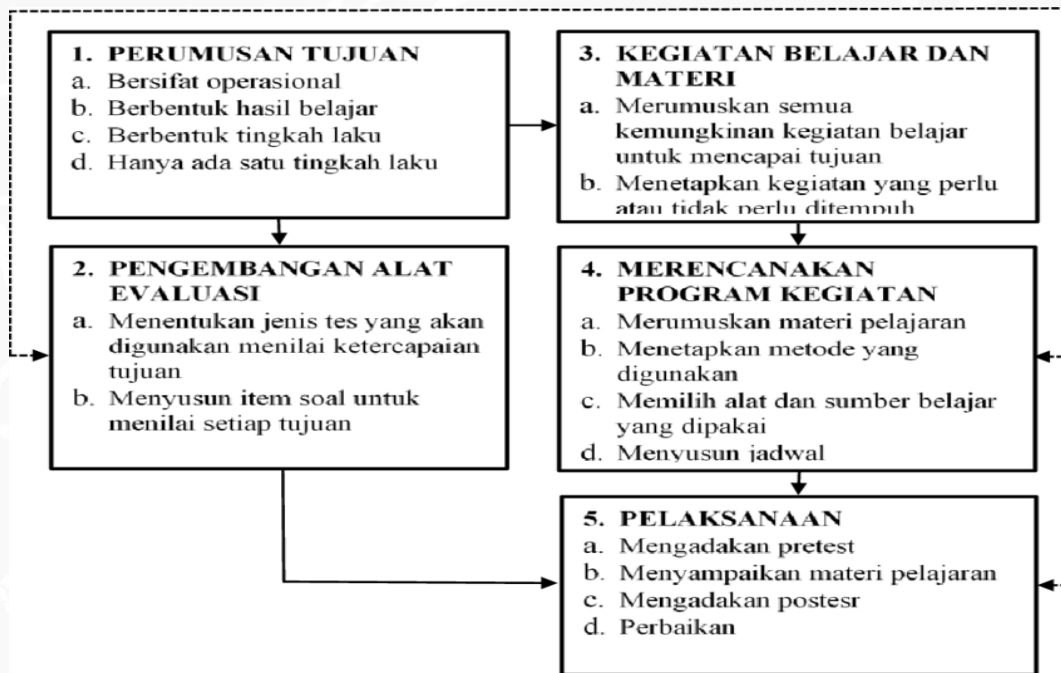 1. PERUMUSAN TUJUAN
a. Bersifat operasional
b. Berbentuk hasil belajar
c. Berbentuk tingkah laku
d. Hanya ada satu tingkah laku
2. PENGEMBANGAN ALAT
EVALUASI
a. Menentukan jenis tes yang akan
digunakan menilai ketercapaian
tujuan
b. Menyusun item soal untuk
menilai setiap tujuan
3. KEGIATAN BELAJAR DAN
MATERI
a. Merumuskan semua
kemungkinan kegiatan belajar
untuk mencapai tujuan
b. Menetapkan kegiatan yang perlu
atau tidak perlu ditempuh
4. MERENCANAKAN
PROGRAM KEGIATAN
a. Merumuskan materi pelajaran
b. Menetapkan metode yang
digunakan
c. Memilih alat dan sumber belajar
yang dipakai
d. Menyusun jadwal
5. PELAKSANAAN
a. Mengadakan pretest
b. Menyampaikan materi pelajaran
c. Mengadakan postesr
d. Perbaikan